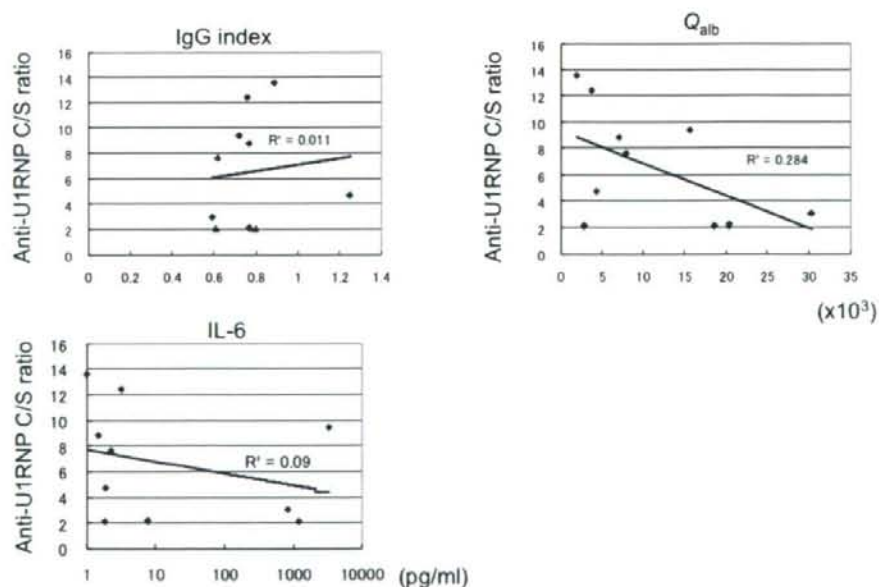 IgG index
Anti-U1RNP C/S ratio
16
14
12
10
8
6
4
2
0
R² = 0.011
0 0.2 0.4 0.6 0.8 1 1.2 1.4
Q alb
Anti-U1RNP C/S ratio
16
14
12
10
8
6
4
2
0
R² = 0.284
0 5 10 15 20 25 30 35
(x10³)
IL-6
Anti-U1RNP C/S ratio
16
14
12
10
8
6
4
2
0
R² = 0.09
1 10 100 1000 10000 (pg/ml)